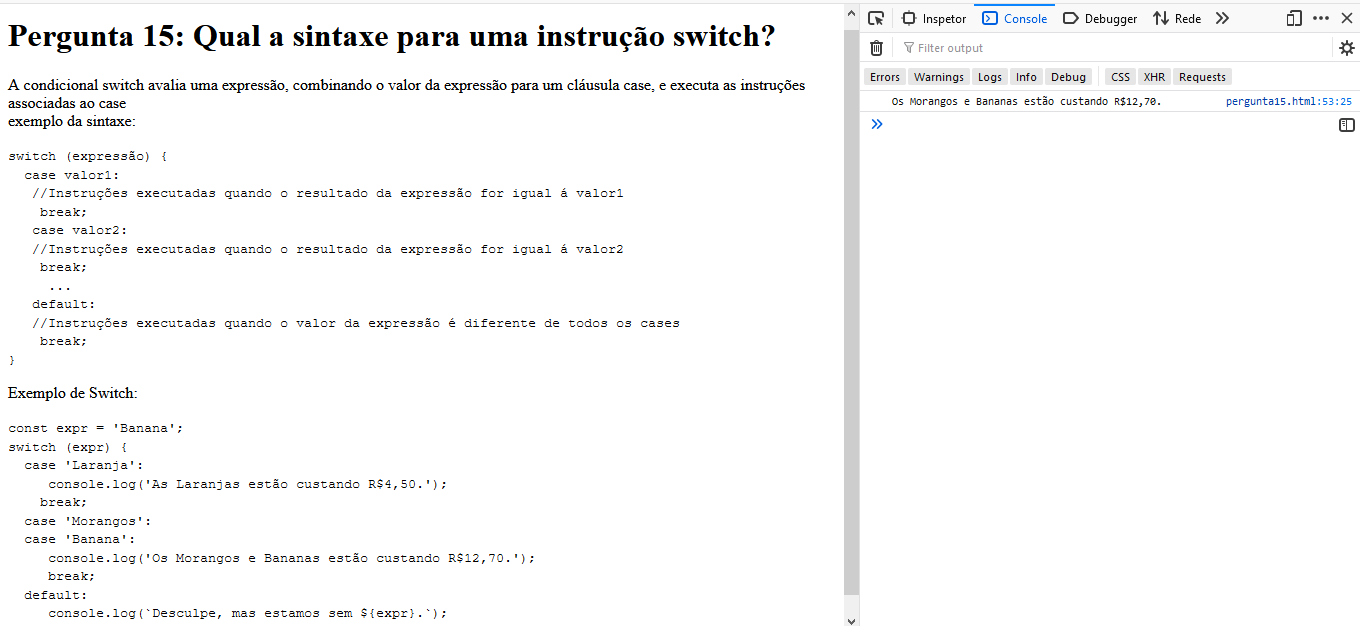 Pergunta 15: Qual a sintaxe para uma instrução switch?
A condicional switch avalia uma expressão, combinando o valor da expressão para um cláusula case, e executa as instruções
associadas ao case
exemplo da sintaxe:
switch (expressão) {
case valor1:
//Instruções executadas quando o resultado da expressão for igual á valor1
break;
case valor2:
//Instruções executadas quando o resultado da expressão for igual á valor2
break;
...
default:
//Instruções executadas quando o valor da expressão é diferente de todos os cases
break;
}
Exemplo de Switch:
const expr = 'Banana';
switch (expr) {
case 'Laranja':
console.log('As Laranjas estão custando R$4,50.');
break;
case 'Morangos':
case 'Banana':
console.log('Os Morangos e Bananas estão custando R$12,70.');
break;
default:
console.log(`Desculpe, mas estamos sem ${expr}.`);
Inspetor Console Debugger Rede
Filter output
Errors Warnings Logs Info Debug CSS XHR Requests
Os Morangos e Bananas estão custando R$12,70. pergunta15.html:53:25